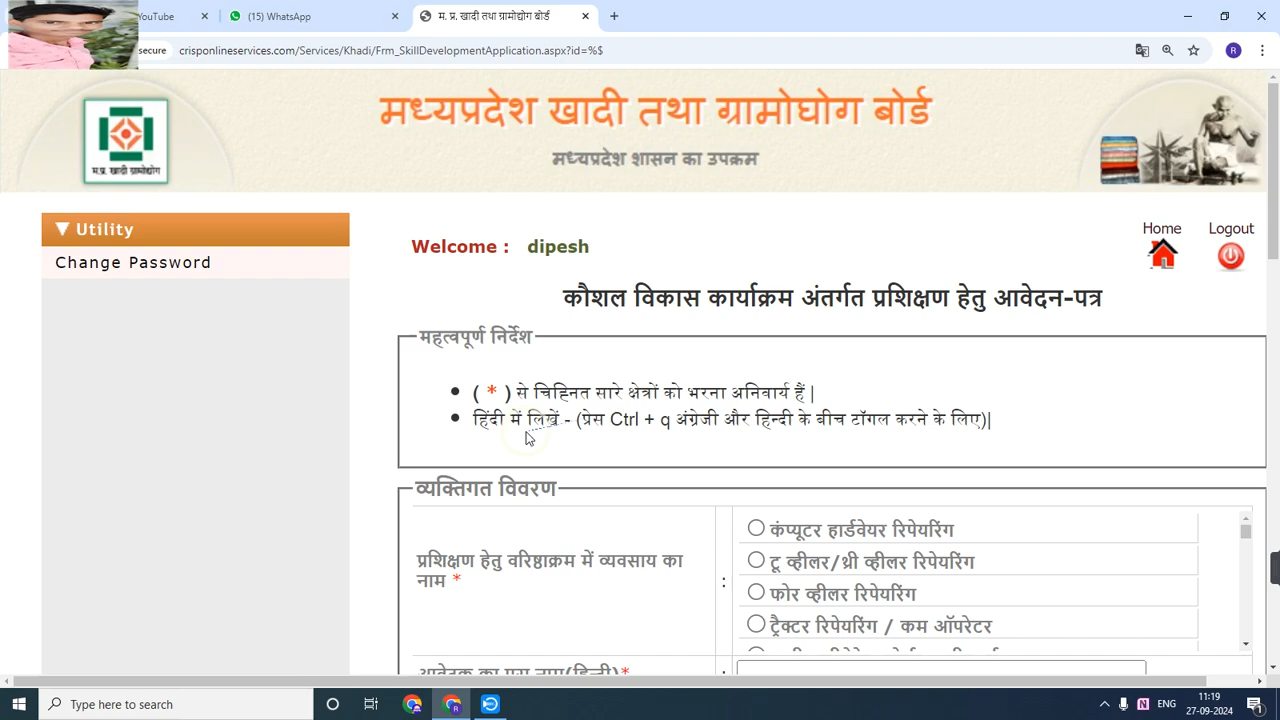 YouTube
(15) WhatsApp
म. प्र. खादी तथा ग्रामोद्योग बोर्ड
secure
crisponlineservices.com/Services/Khadi/Frm_SkillDevelopmentApplication.aspx?id=%$
R
मध्यप्रदेश खादी तथा ग्रामोघोग बोर्ड
मध्यप्रदेश शासन का उपक्रम
म.प्र. खादी ग्रामोद्योग
Utility
Change Password
Welcome : dipesh
Home
Logout
कौशल विकास कार्याक्रम अंतर्गत प्रशिक्षण हेतु आवेदन-पत्र
महत्वपूर्ण निर्देश
( * ) से चिह्नित सारे क्षेत्रों को भरना अनिवार्य हैं |
हिंदी में लिखें - (प्रेस Ctrl + q अंग्रेजी और हिन्दी के बीच टॉगल करने के लिए)|
व्यक्तिगत विवरण
प्रशिक्षण हेतु वरिष्ठाक्रम में व्यवसाय का
नाम *
:
कंप्यूटर हार्डवेयर रिपेयरिंग
टू व्हीलर/थ्री व्हीलर रिपेयरिंग
फोर व्हीलर रिपेयरिंग
ट्रैक्टर रिपेयरिंग / कम ऑपरेटर
आवेदक का पूरा नाम(हिन्दी)*
:
Type here to search
ENG
11:19
27-09-2024